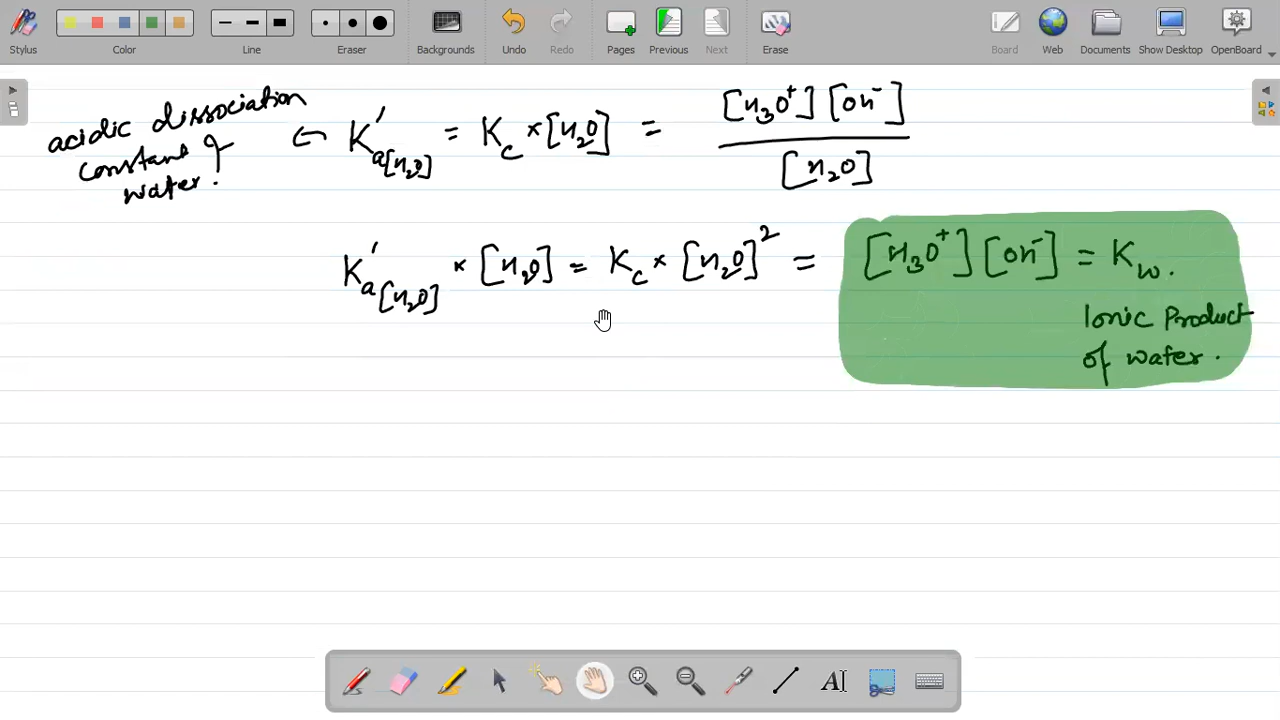 Stylus Color Line Eraser Backgrounds Undo Redo Pages Previous Next Erase Board Web Documents Show Desktop OpenBoard
acidic dissociation
constant of
water.
← K'a[H₂O] = Kc × [H₂O] = [H₃O⁺][OH⁻] / [H₂O]
K'a[H₂O] × [H₂O] = Kc × [H₂O]² = [H₃O⁺][OH⁻] = Kw.
Ionic Product
of water.